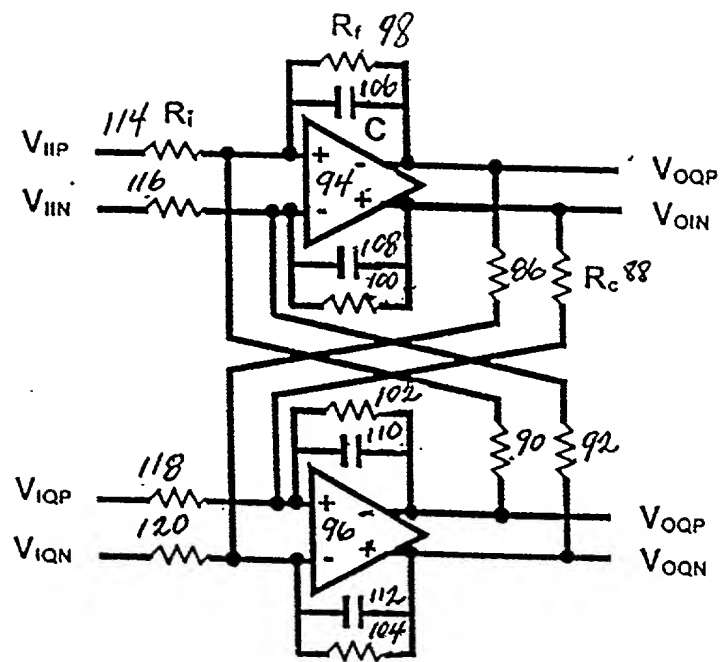 Rf 98
106
C
114 Ri
VIIP
+ -
94
VOQP
116
VIIN
- +
VOIN
108
100
86
Rc 88
102
110
90
92
118
VIQP
+ -
96
VOQP
120
VIQN
- +
VOQN
112
104